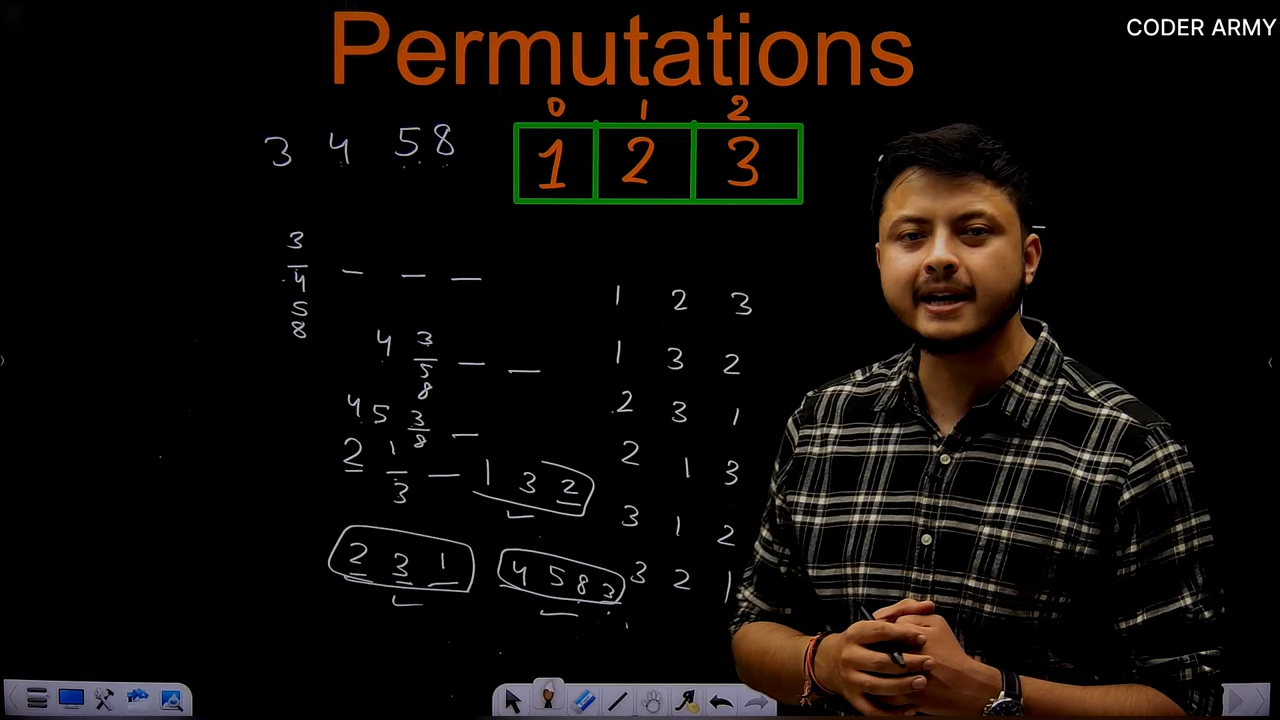 Permutations
CODER ARMY
0 1 2
1 2 3
3 4 5 8
3
4
5
8
4 3
5
8
4 5 3
8
2 1
3
1 3 2
2 3 1
4 5 8 3
1 2 3
1 3 2
2 3 1
2 1 3
3 1 2
3 2 1